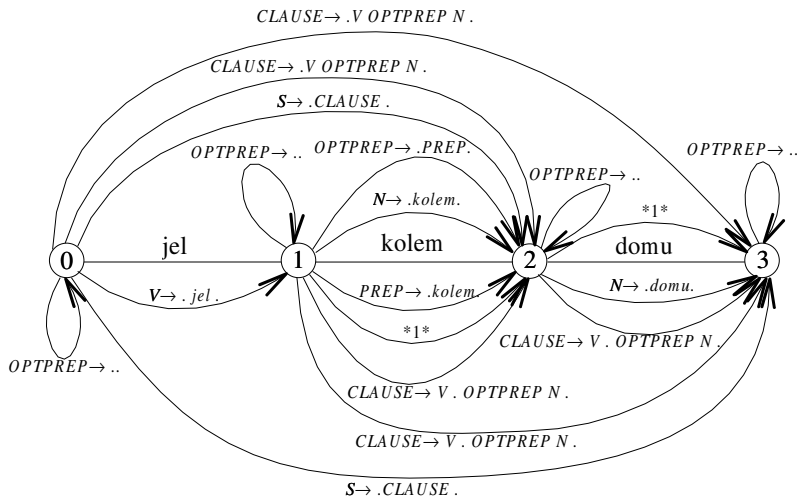 CLAUSE→ .V OPTPREP N .
CLAUSE→ .V OPTPREP N .
S→ .CLAUSE .
OPTPREP→ ..
OPTPREP→ .PREP.
OPTPREP→ ..
OPTPREP→ ..
N→ .kolem.
*1*
jel
kolem
domu
0
1
2
3
V→ . jel .
PREP→ .kolem.
N→ .domu.
*1*
CLAUSE→ V . OPTPREP N .
OPTPREP→ ..
CLAUSE→ V . OPTPREP N .
CLAUSE→ V . OPTPREP N .
S→ .CLAUSE .